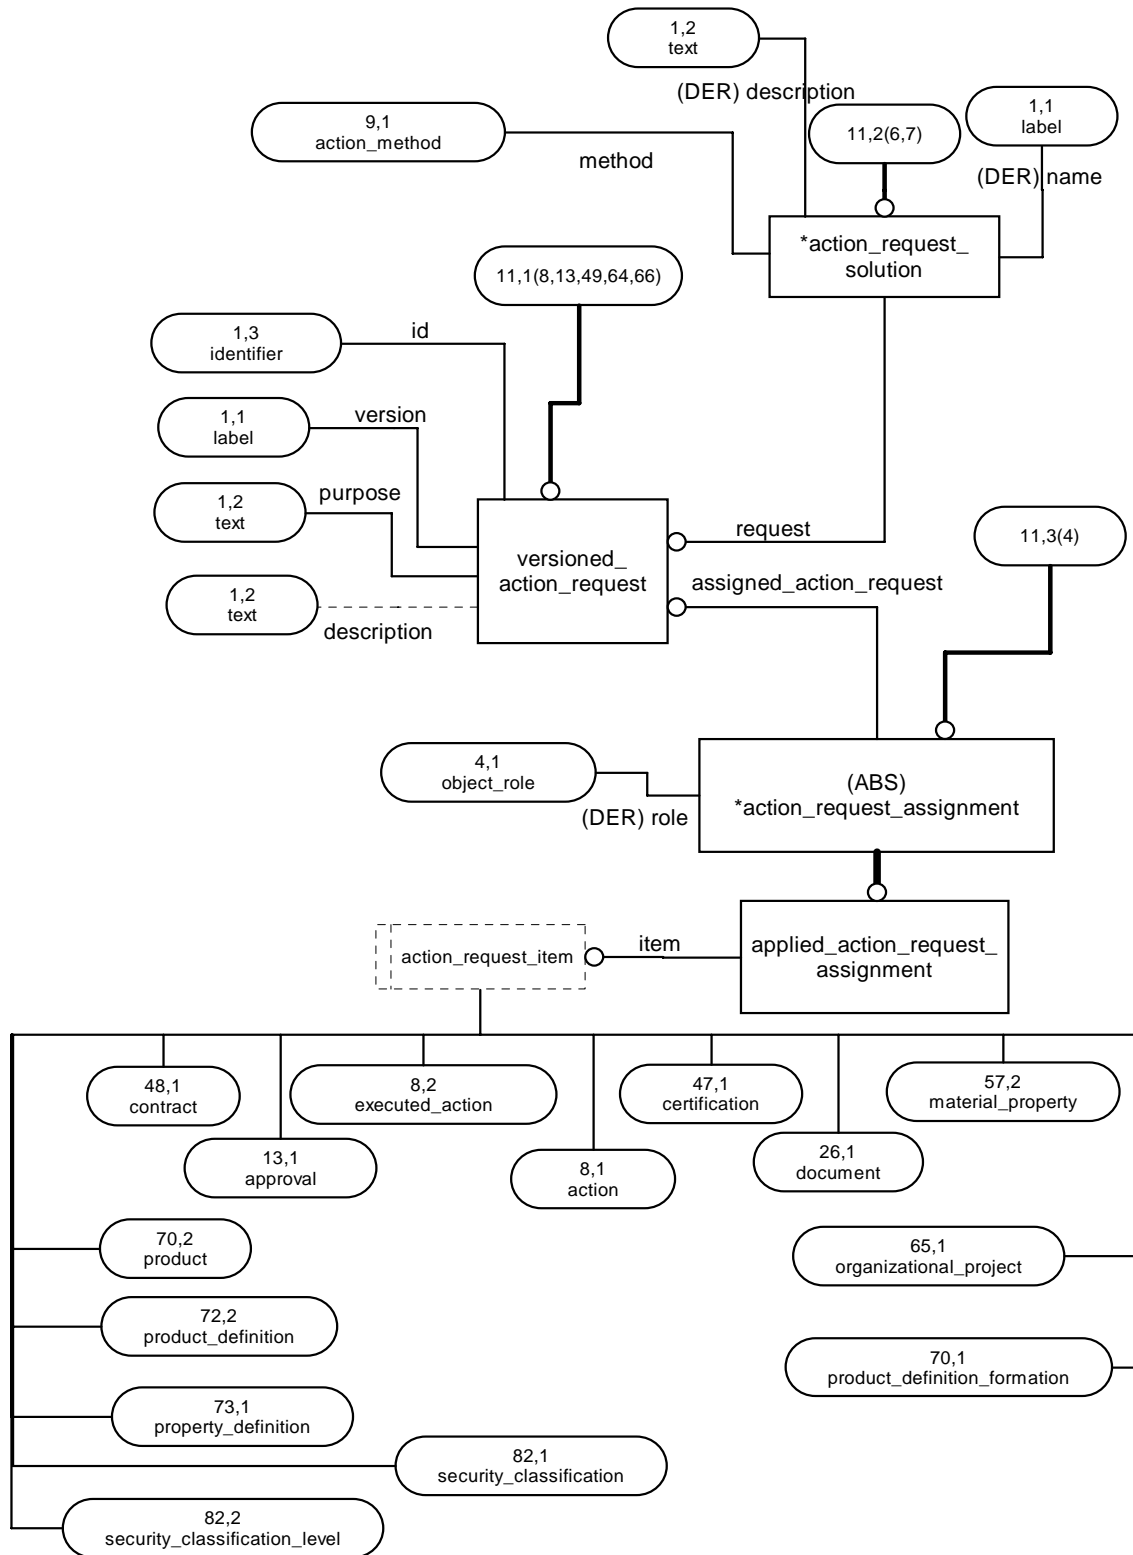 1,2
text
(DER) description
9,1
action_method
method
11,2(6,7)
1,1
label
(DER) name
*action_request_
solution
11,1(8,13,49,64,66)
1,3
identifier
id
1,1
label
version
1,2
text
purpose
1,2
text
description
versioned_
action_request
request
assigned_action_request
11,3(4)
4,1
object_role
(DER) role
(ABS)
*action_request_assignment
action_request_item
item
applied_action_request_
assignment
48,1
contract
8,2
executed_action
47,1
certification
57,2
material_property
13,1
approval
8,1
action
26,1
document
70,2
product
65,1
organizational_project
72,2
product_definition
70,1
product_definition_formation
73,1
property_definition
82,1
security_classification
82,2
security_classification_level